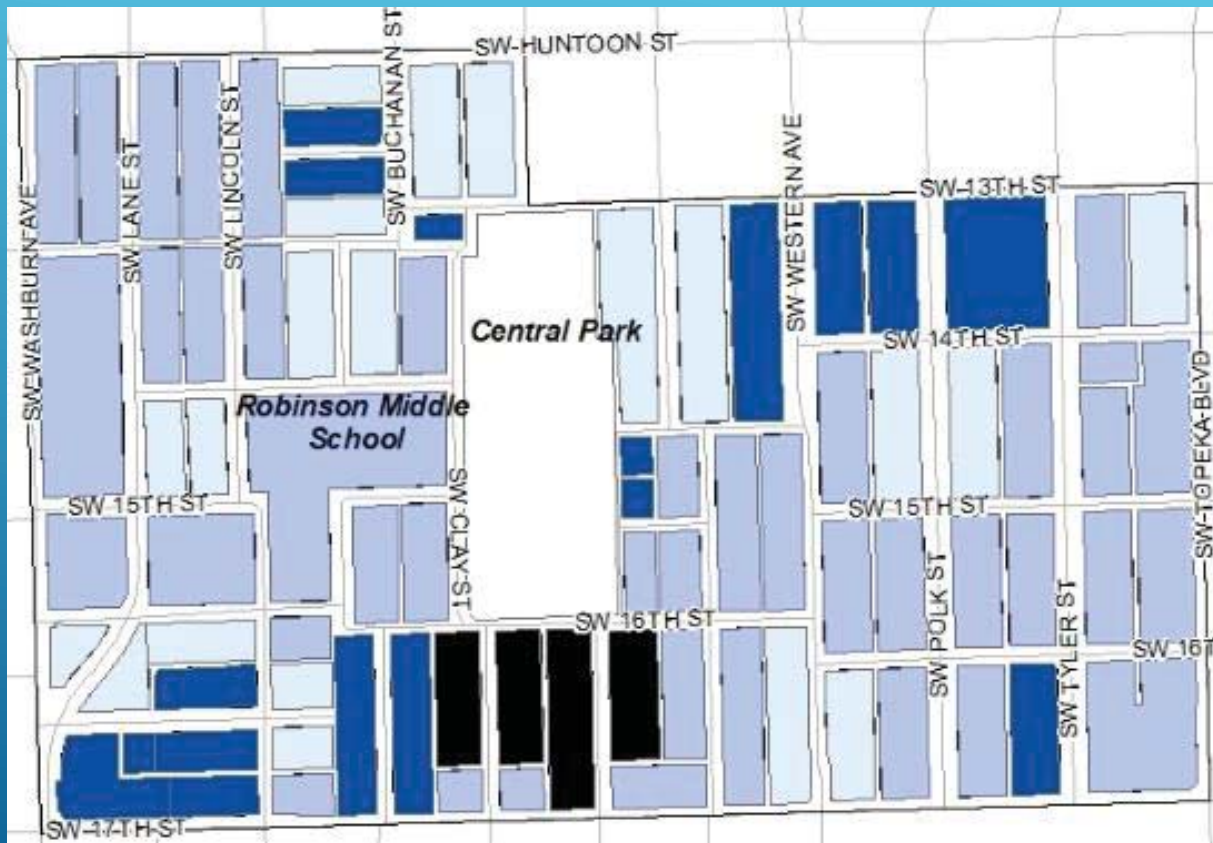 SW HUNTOON ST
SW BUCHANAN ST
SW LINCOLN ST
SW LANE ST
SW WASHBURN AVE
SW WESTERN AVE
SW 13TH ST
Central Park
SW 14TH ST
Robinson Middle
School
SW TOPEKA BLVD
SW 15TH ST
SW CLAY ST
SW 15TH ST
SW POLK ST
SW TYLER ST
SW 16TH ST
SW 16T
SW 17TH ST